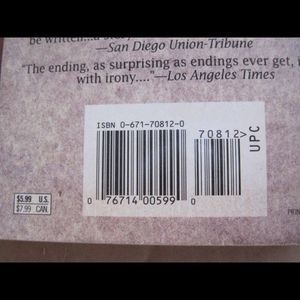 be written...a
—San Diego Union-Tribune
"The ending, as surprising as endings ever get,
with irony...."—Los Angeles Times
ISBN 0-671-70812-0
70812>
UPC
$5.99 U.S.
$7.99 CAN.
0 76714 00599 0